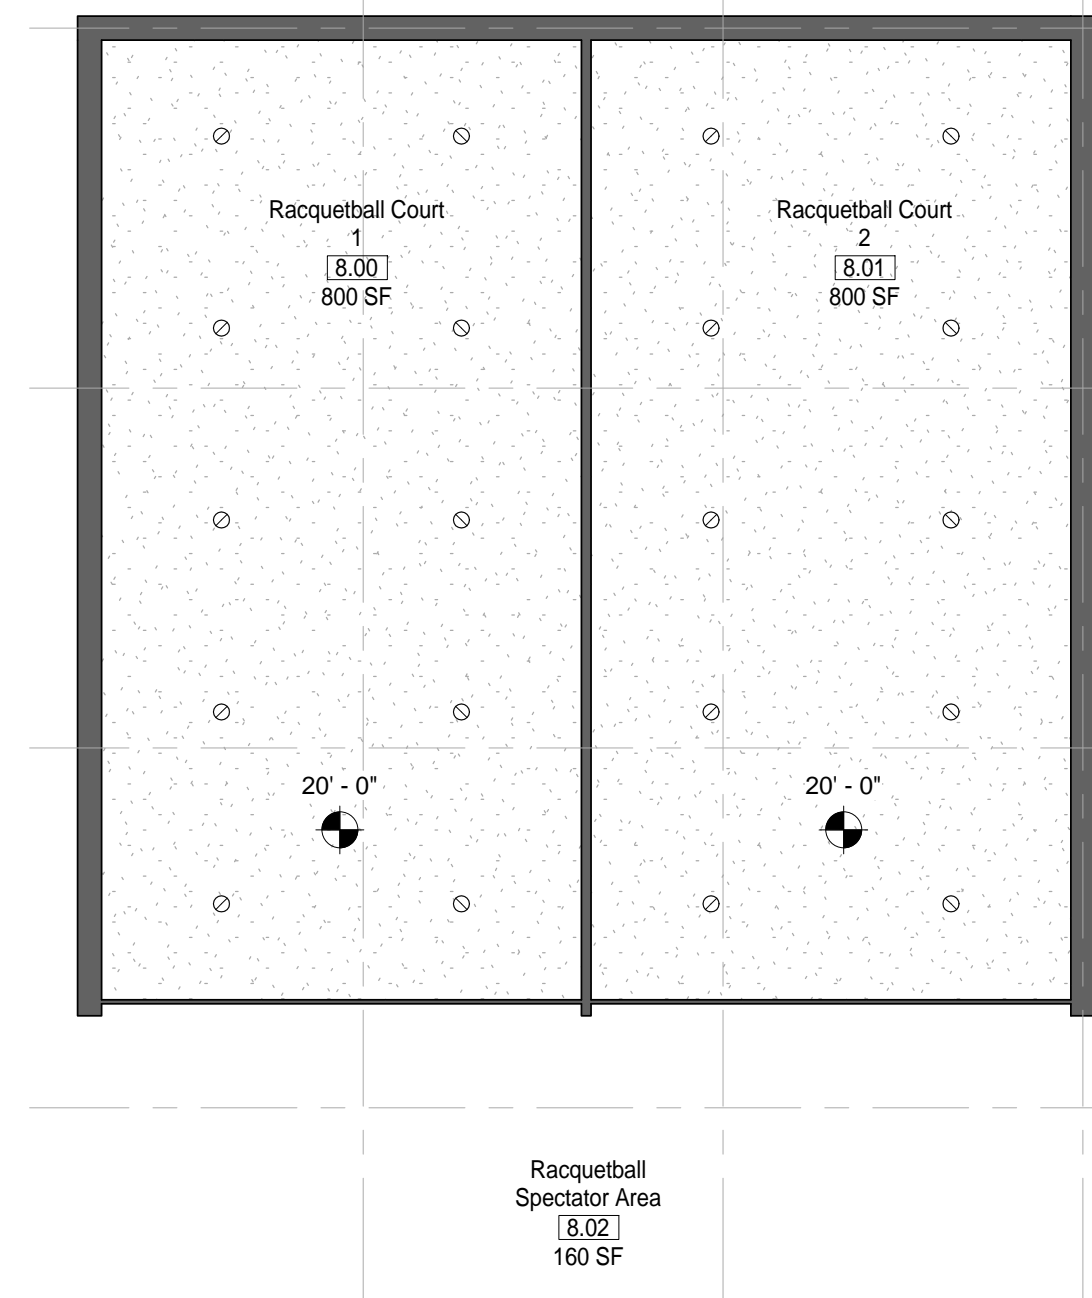 Racquetball Court
1
8.00
800 SF
Racquetball Court
2
8.01
800 SF
20' - 0"
20' - 0"
Racquetball
Spectator Area
8.02
160 SF